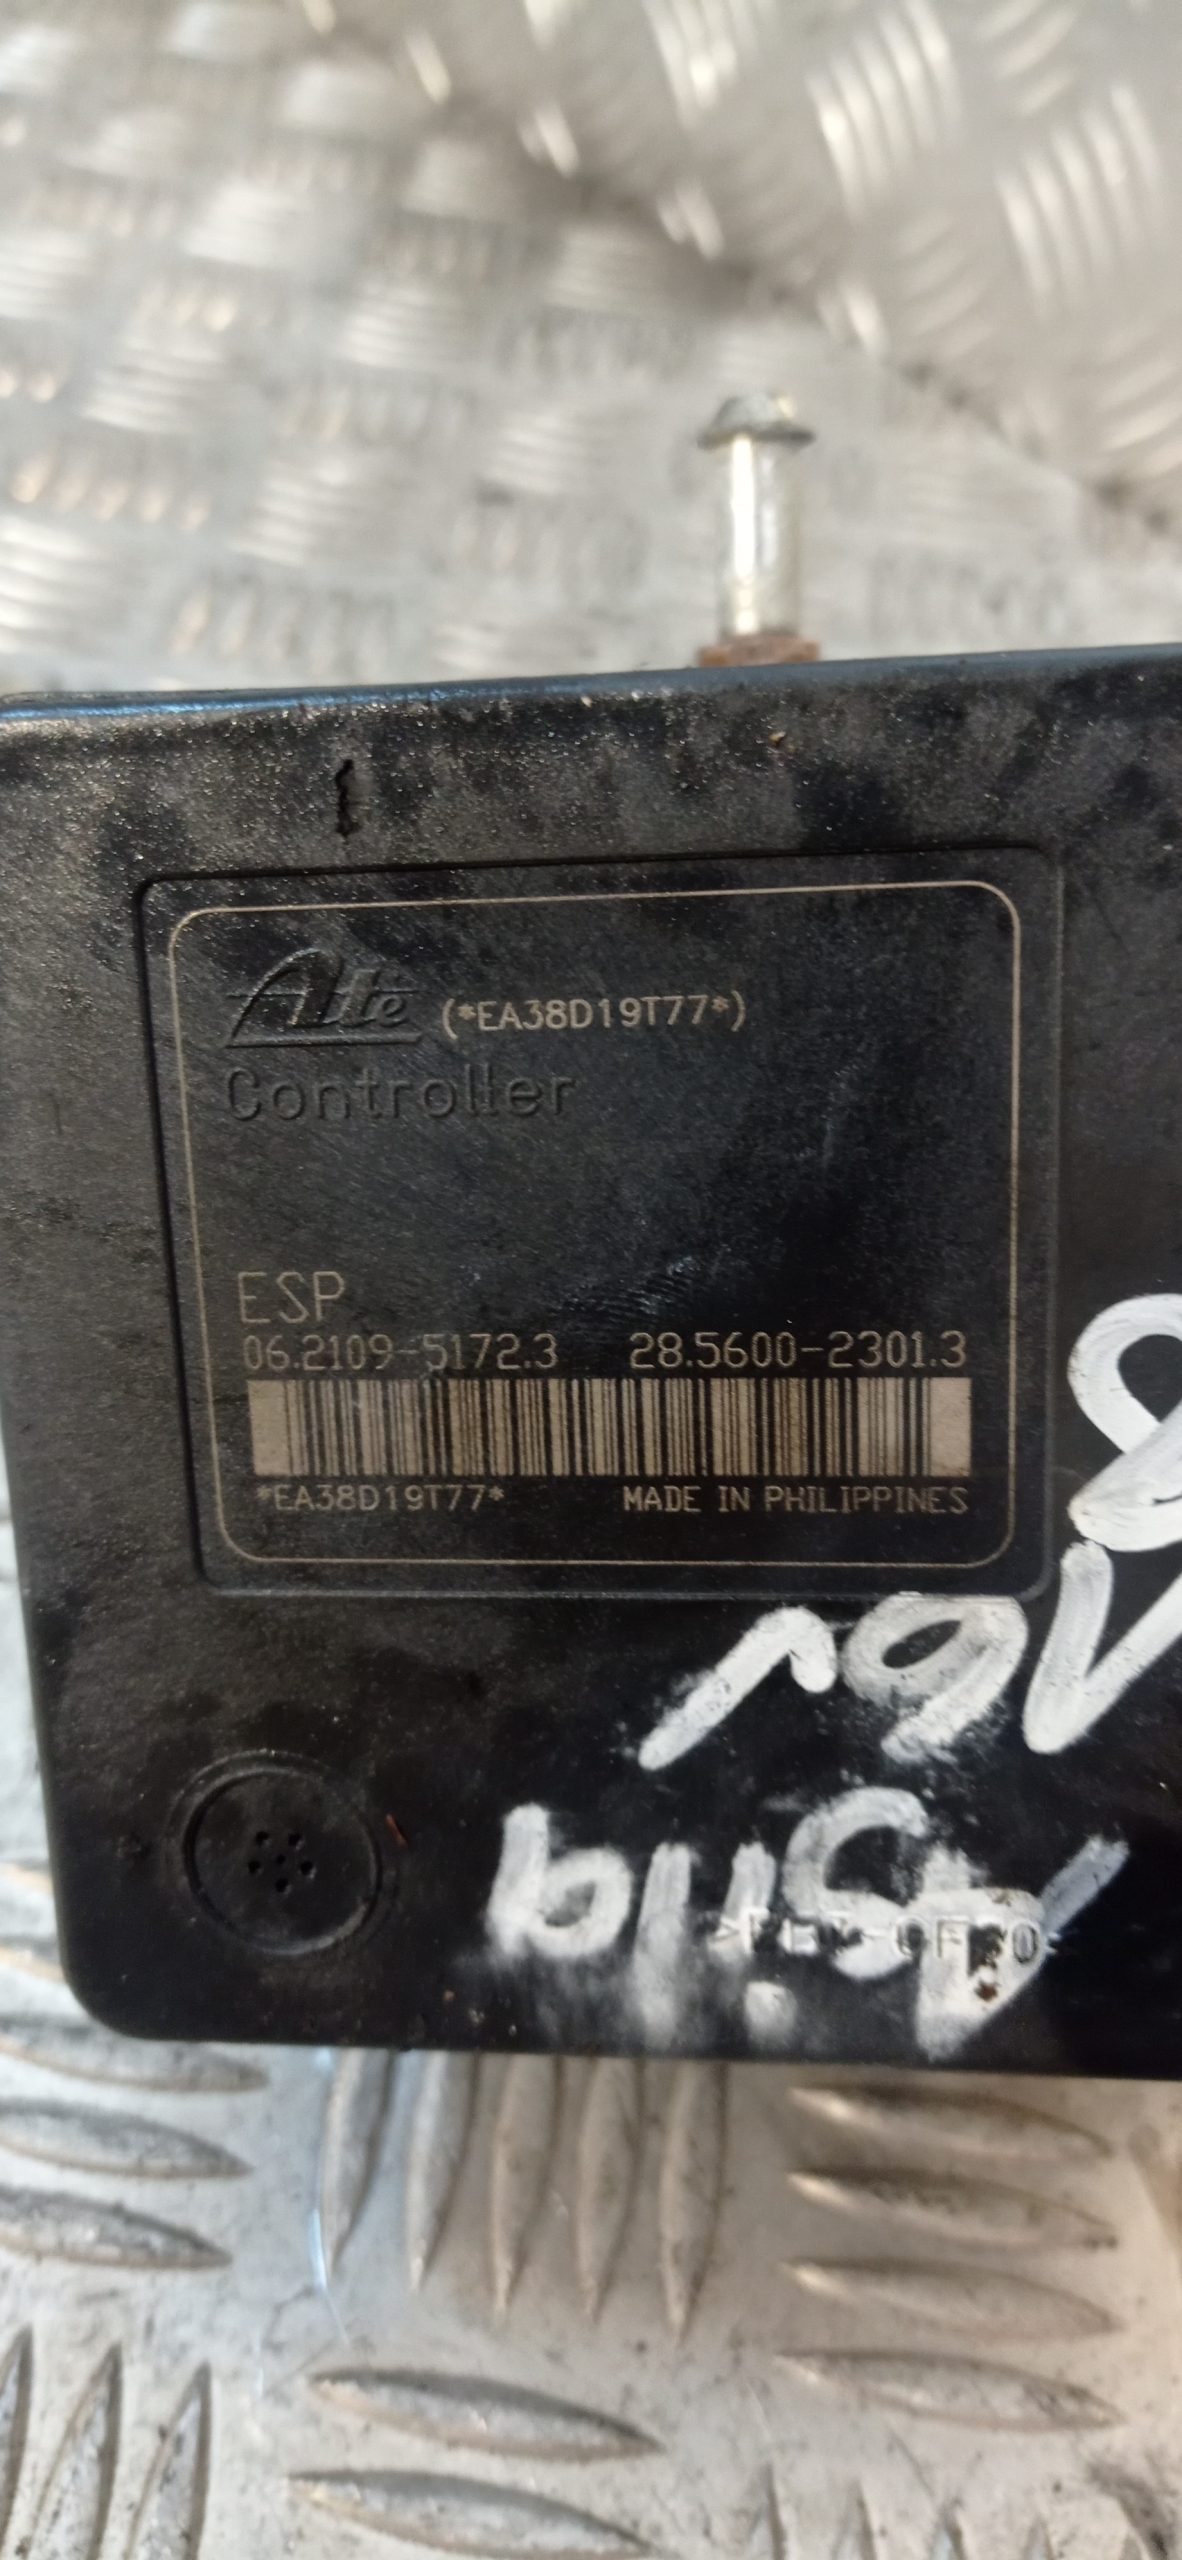 Ate (*EA38D19T77*)
Controller
ESP
06.2109-5172.3 28.5600-2301.3
*EA38D19T77* MADE IN PHILIPPINES